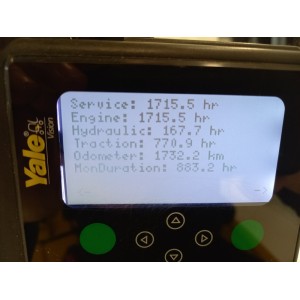 Service: 1715.5 hr
Engine: 1715.5 hr
Hydraulic: 167.7 hr
Traction: 770.9 hr
Odometer: 1732.2 km
MonDuration: 883.2 hr
Yale
Vision